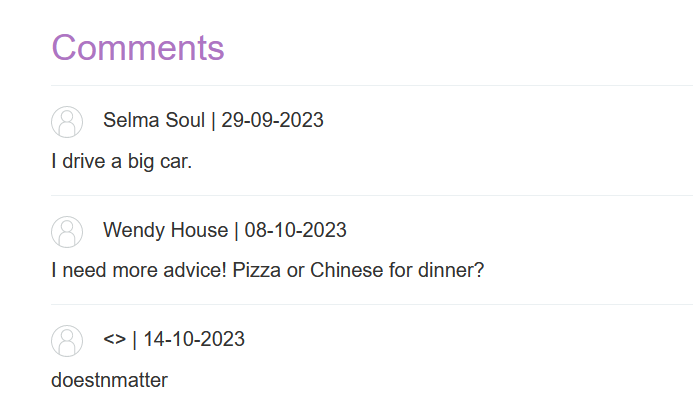 Comments
Selma Soul | 29-09-2023
I drive a big car.
Wendy House | 08-10-2023
I need more advice! Pizza or Chinese for dinner?
<> | 14-10-2023
doestnmatter